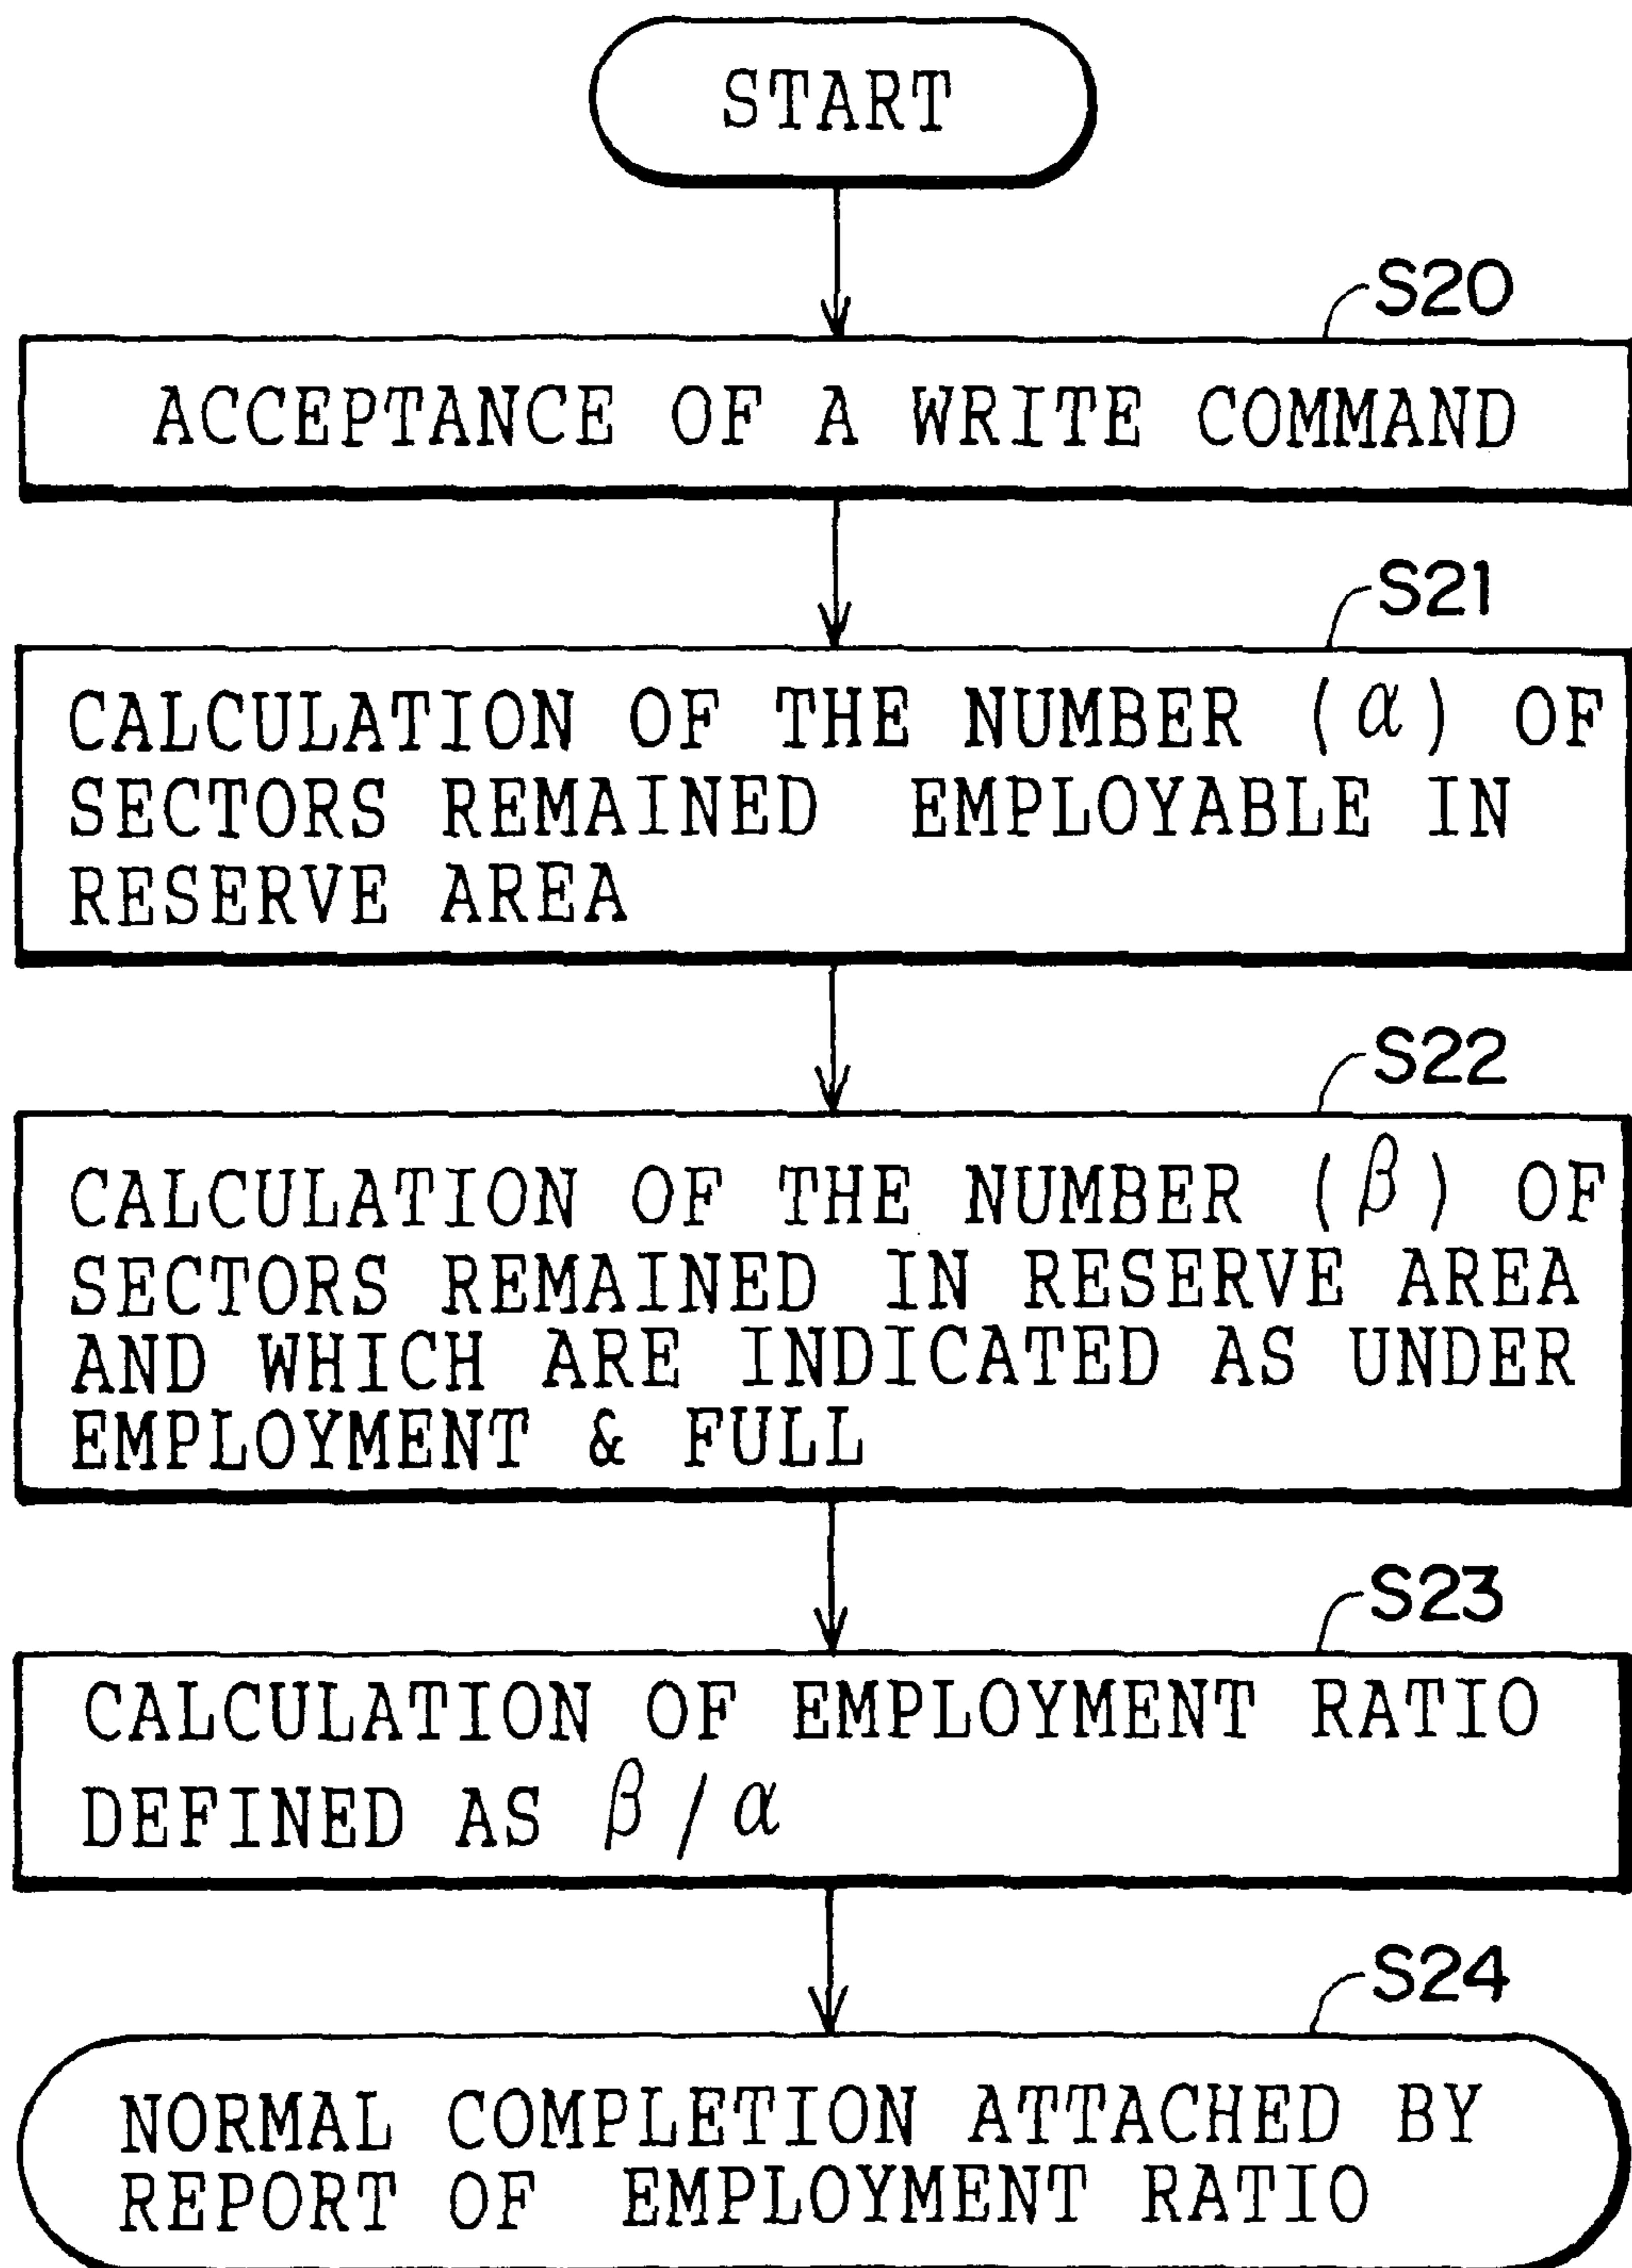 START
S20
ACCEPTANCE OF A WRITE COMMAND
S21
CALCULATION OF THE NUMBER (α) OF
SECTORS REMAINED EMPLOYABLE IN
RESERVE AREA
S22
CALCULATION OF THE NUMBER (β) OF
SECTORS REMAINED IN RESERVE AREA
AND WHICH ARE INDICATED AS UNDER
EMPLOYMENT & FULL
S23
CALCULATION OF EMPLOYMENT RATIO
DEFINED AS β/α
S24
NORMAL COMPLETION ATTACHED BY
REPORT OF EMPLOYMENT RATIO